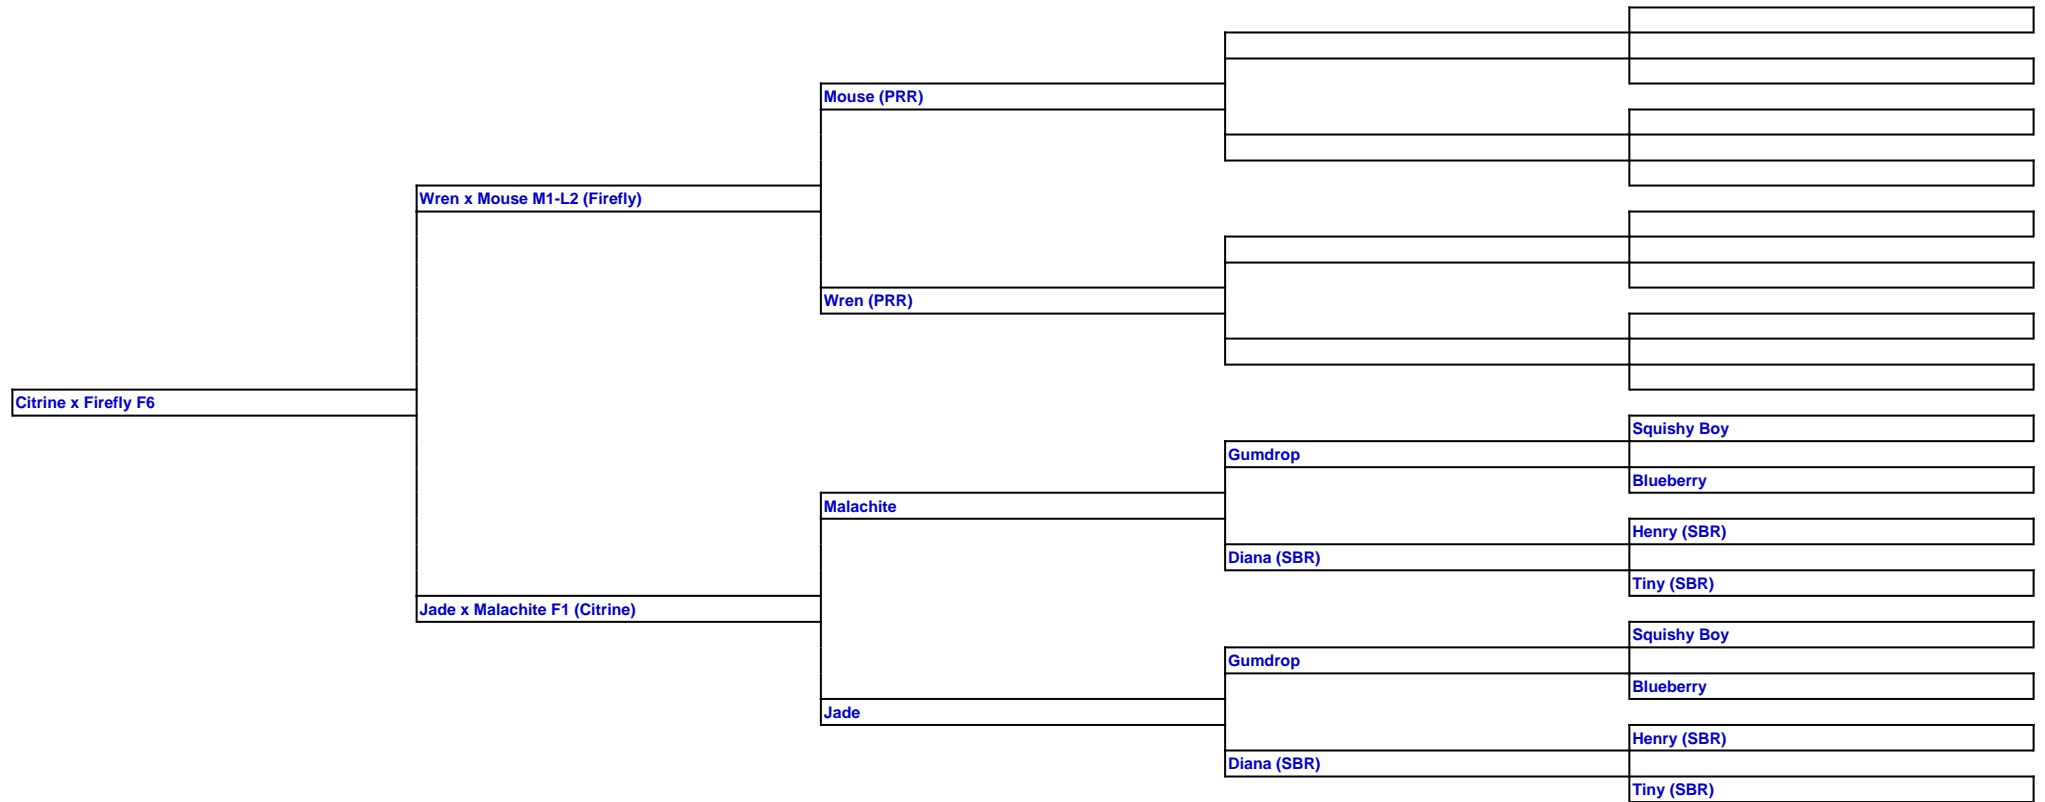 Mouse (PRR)
Wren x Mouse M1-L2 (Firefly)
Wren (PRR)
Citrine x Firefly F6
Squishy Boy
Gumdrop
Blueberry
Malachite
Henry (SBR)
Diana (SBR)
Tiny (SBR)
Jade x Malachite F1 (Citrine)
Squishy Boy
Gumdrop
Blueberry
Jade
Henry (SBR)
Diana (SBR)
Tiny (SBR)